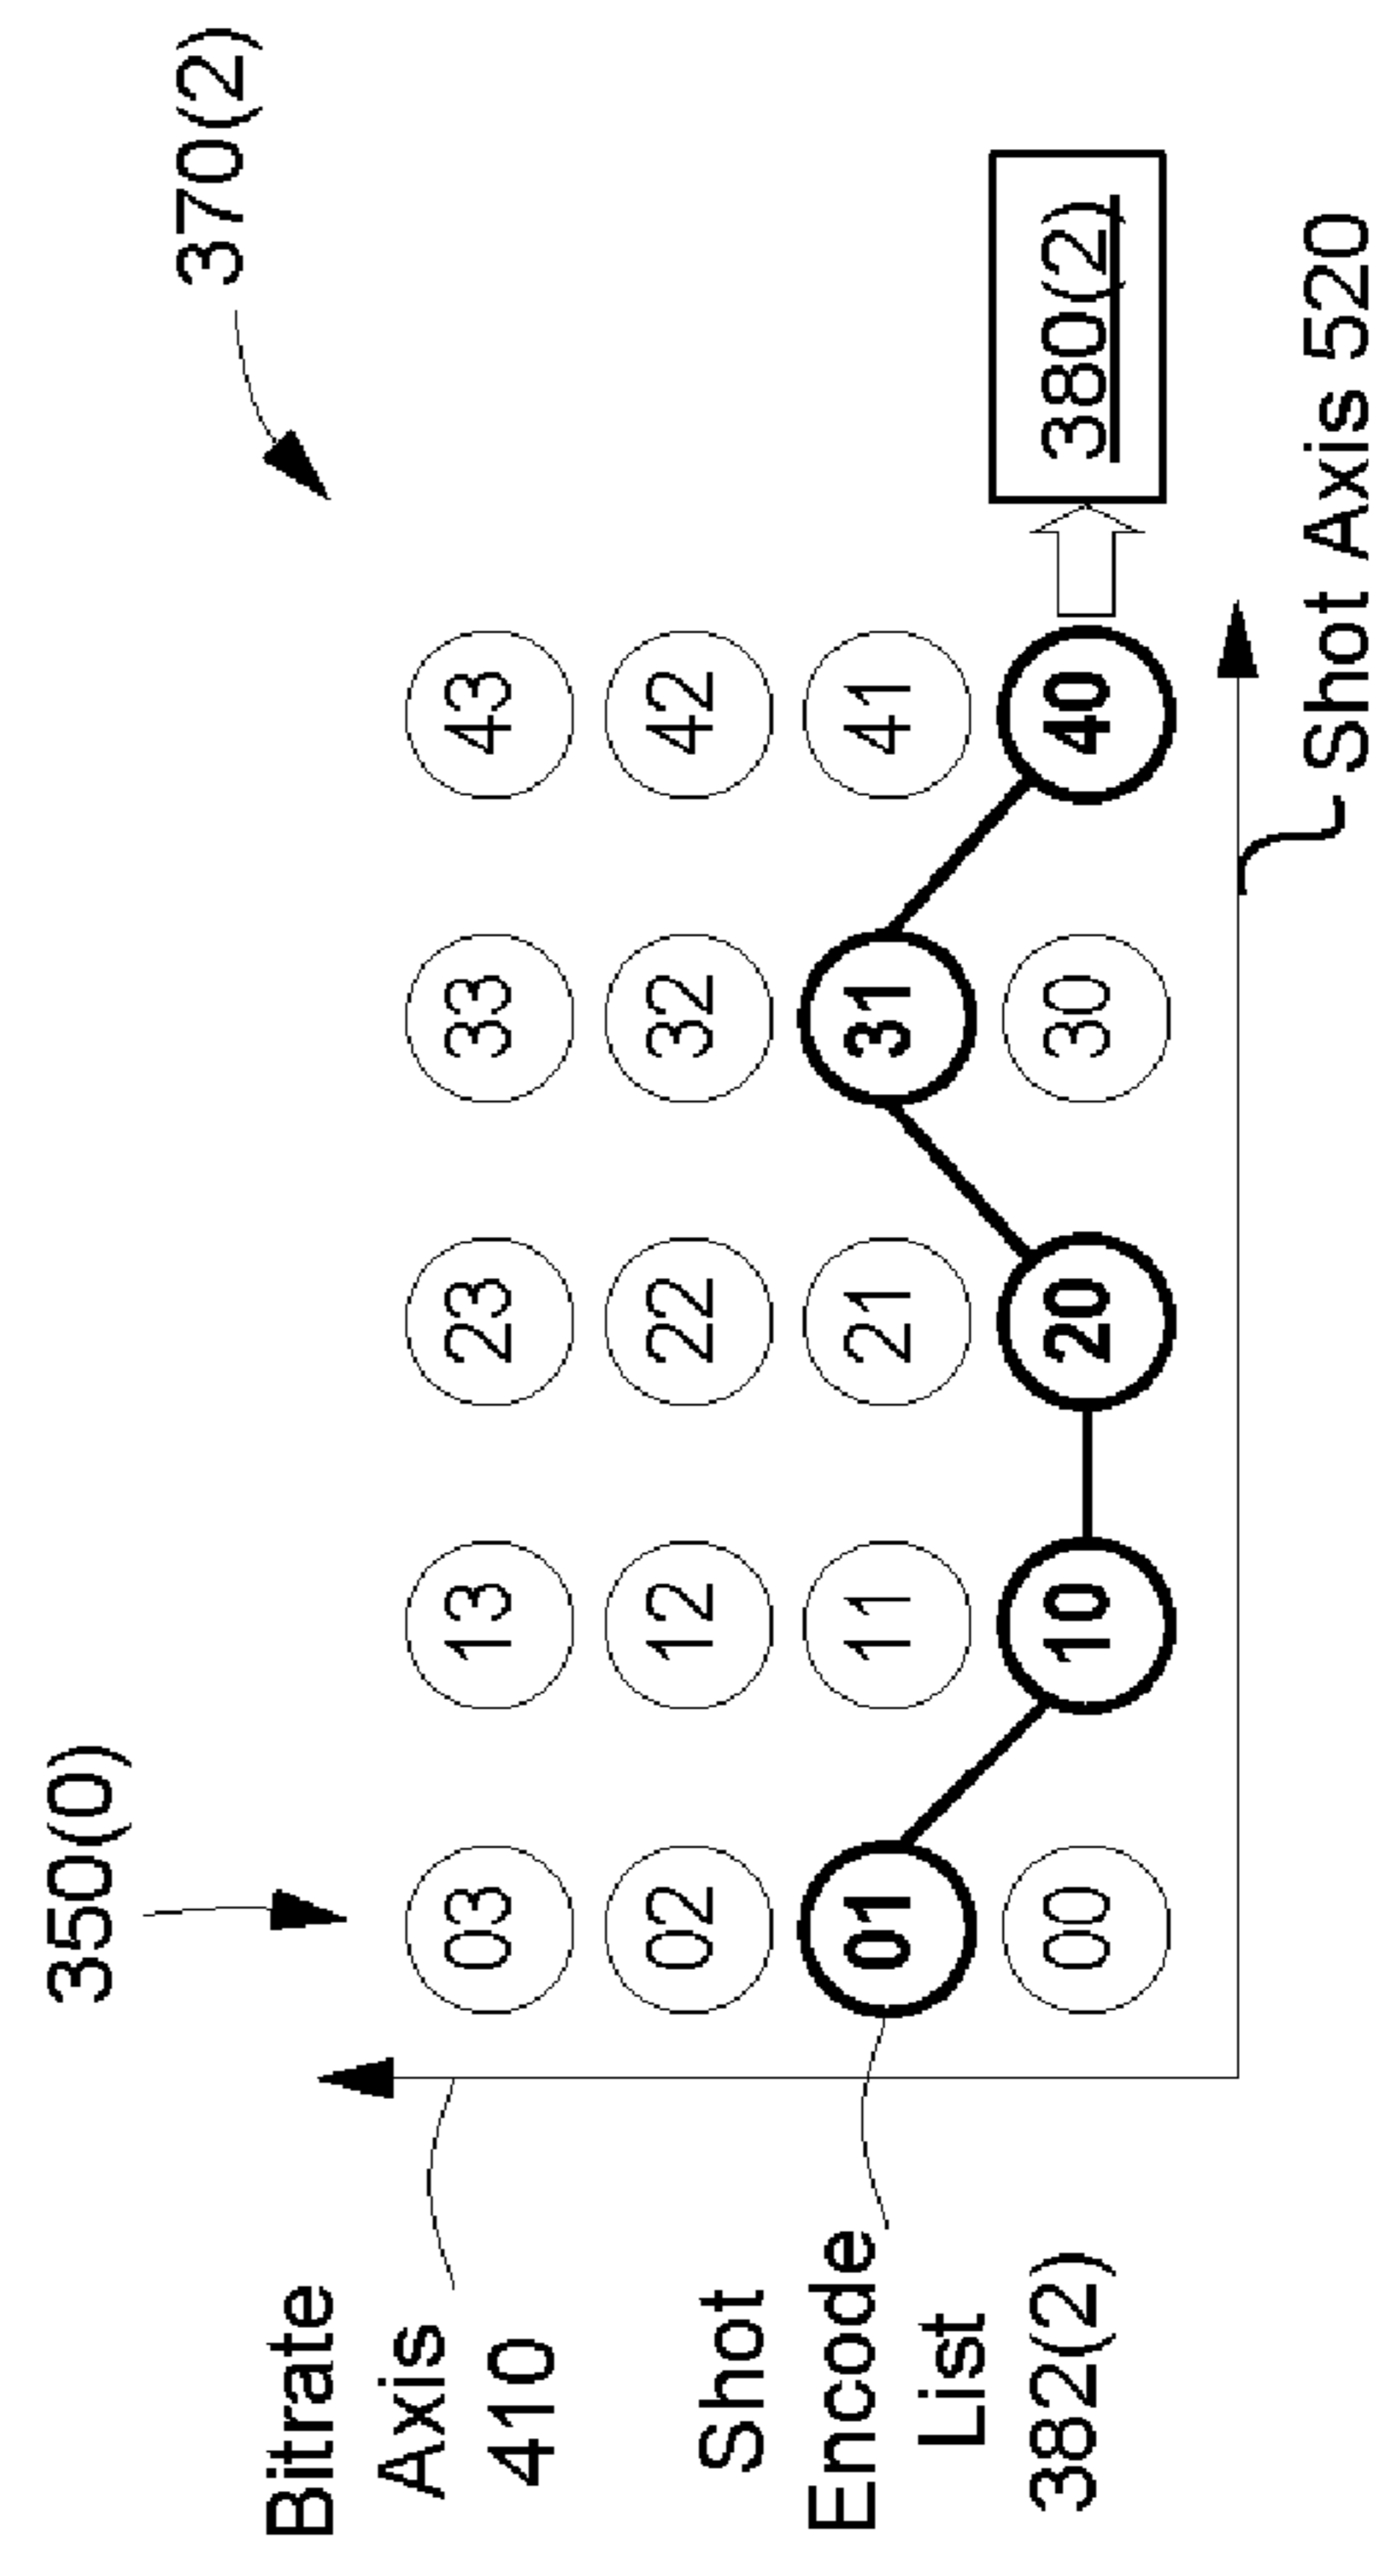 370(2)
350(0)
Bitrate
Axis
410
03 13 23 33 43
02 12 22 32 42
01 11 21 31 41
00 10 20 30 40
380(2)
Shot
Encode
List
382(2)
Shot Axis 520